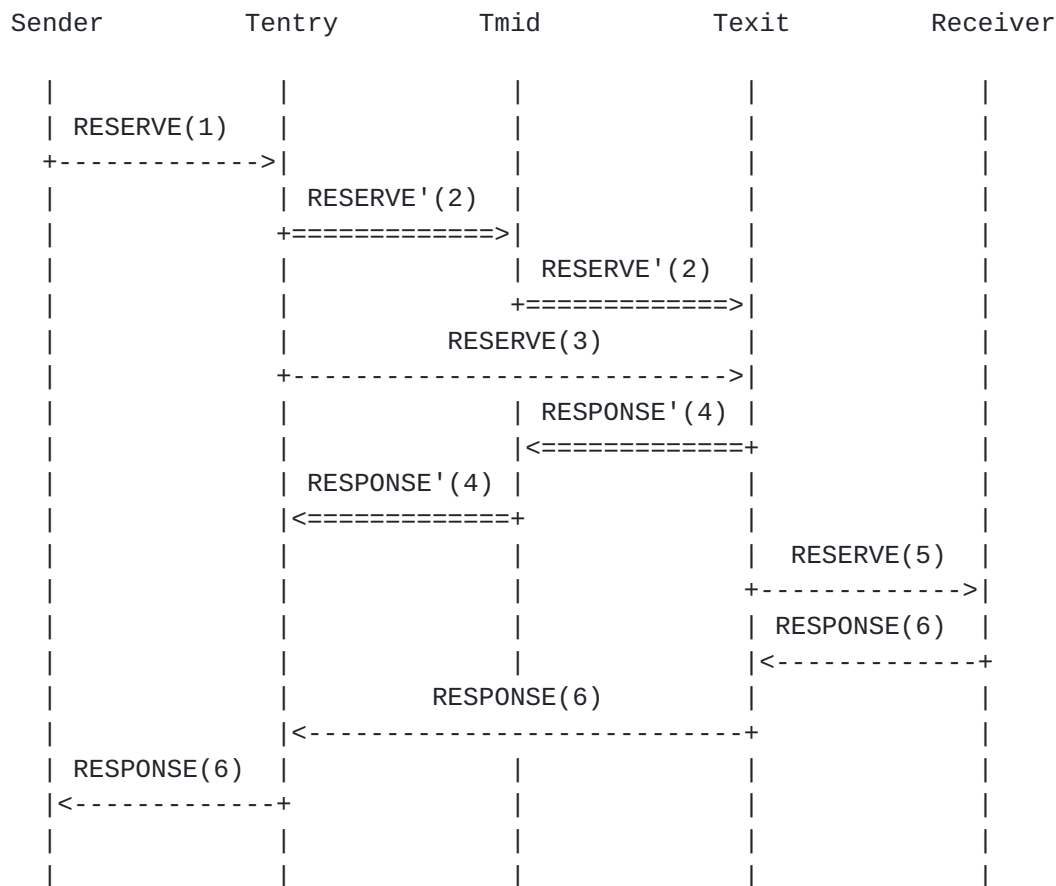 Sender Tentry Tmid Texit Receiver
RESERVE(1)
RESERVE'(2)
RESERVE'(2)
RESERVE(3)
RESPONSE'(4)
RESPONSE'(4)
RESERVE(5)
RESPONSE(6)
RESPONSE(6)
RESPONSE(6)